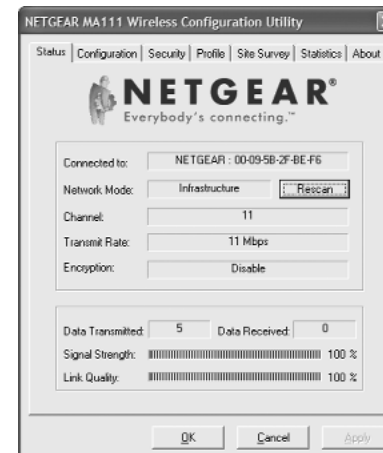 NETGEAR MA111 Wireless Configuration Utility
Status Configuration Security Profile Site Survey Statistics About
NETGEAR®
Everybody's connecting.™
Connected to: NETGEAR : 00-09-5B-2F-BE-F6
Network Mode: Infrastructure Rescan
Channel: 11
Transmit Rate: 11 Mbps
Encryption: Disable
Data Transmitted: 5 Data Received: 0
Signal Strength: 100 %
Link Quality: 100 %
OK Cancel Apply